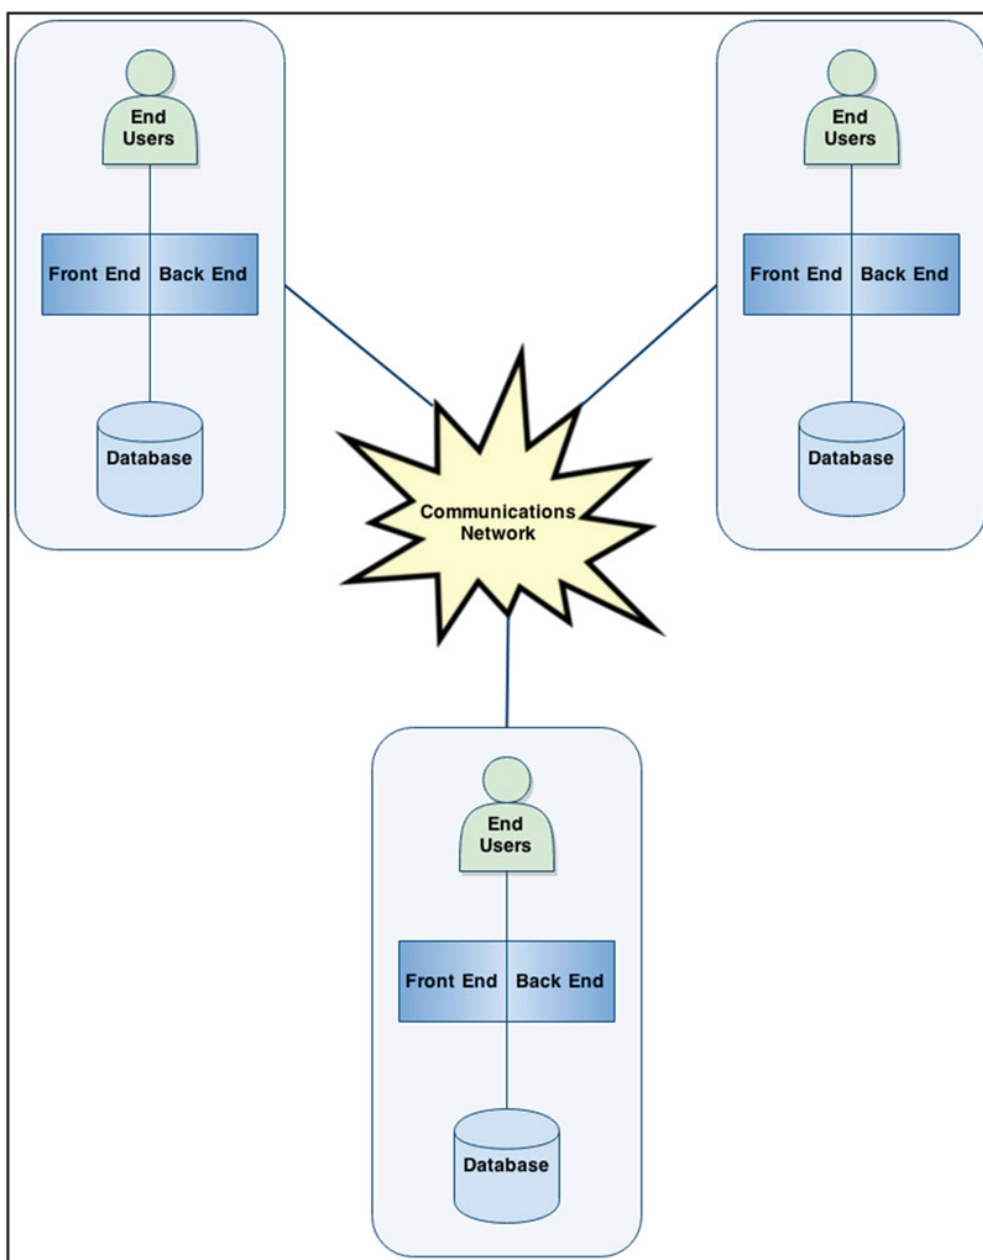 End
Users
Front End
Back End
Database
End
Users
Front End
Back End
Database
Communications
Network
End
Users
Front End
Back End
Database